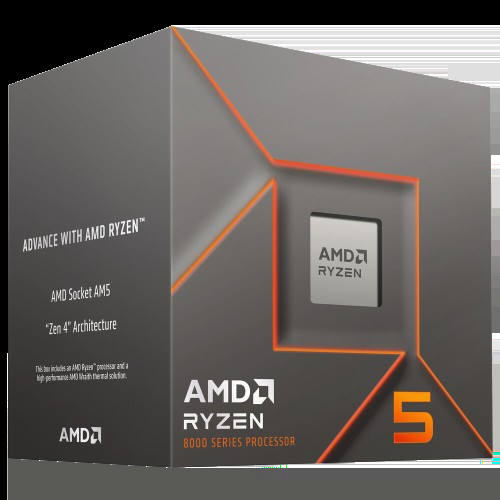 ADVANCE WITH AMD RYZEN™
AMD Socket AM5
“Zen 4” Architecture
This box includes an AMD Ryzen™ processor and a
high-performance AMD Wraith thermal solution.
AMD
AMD
RYZEN
AMD
RYZEN
8000 SERIES PROCESSOR
5